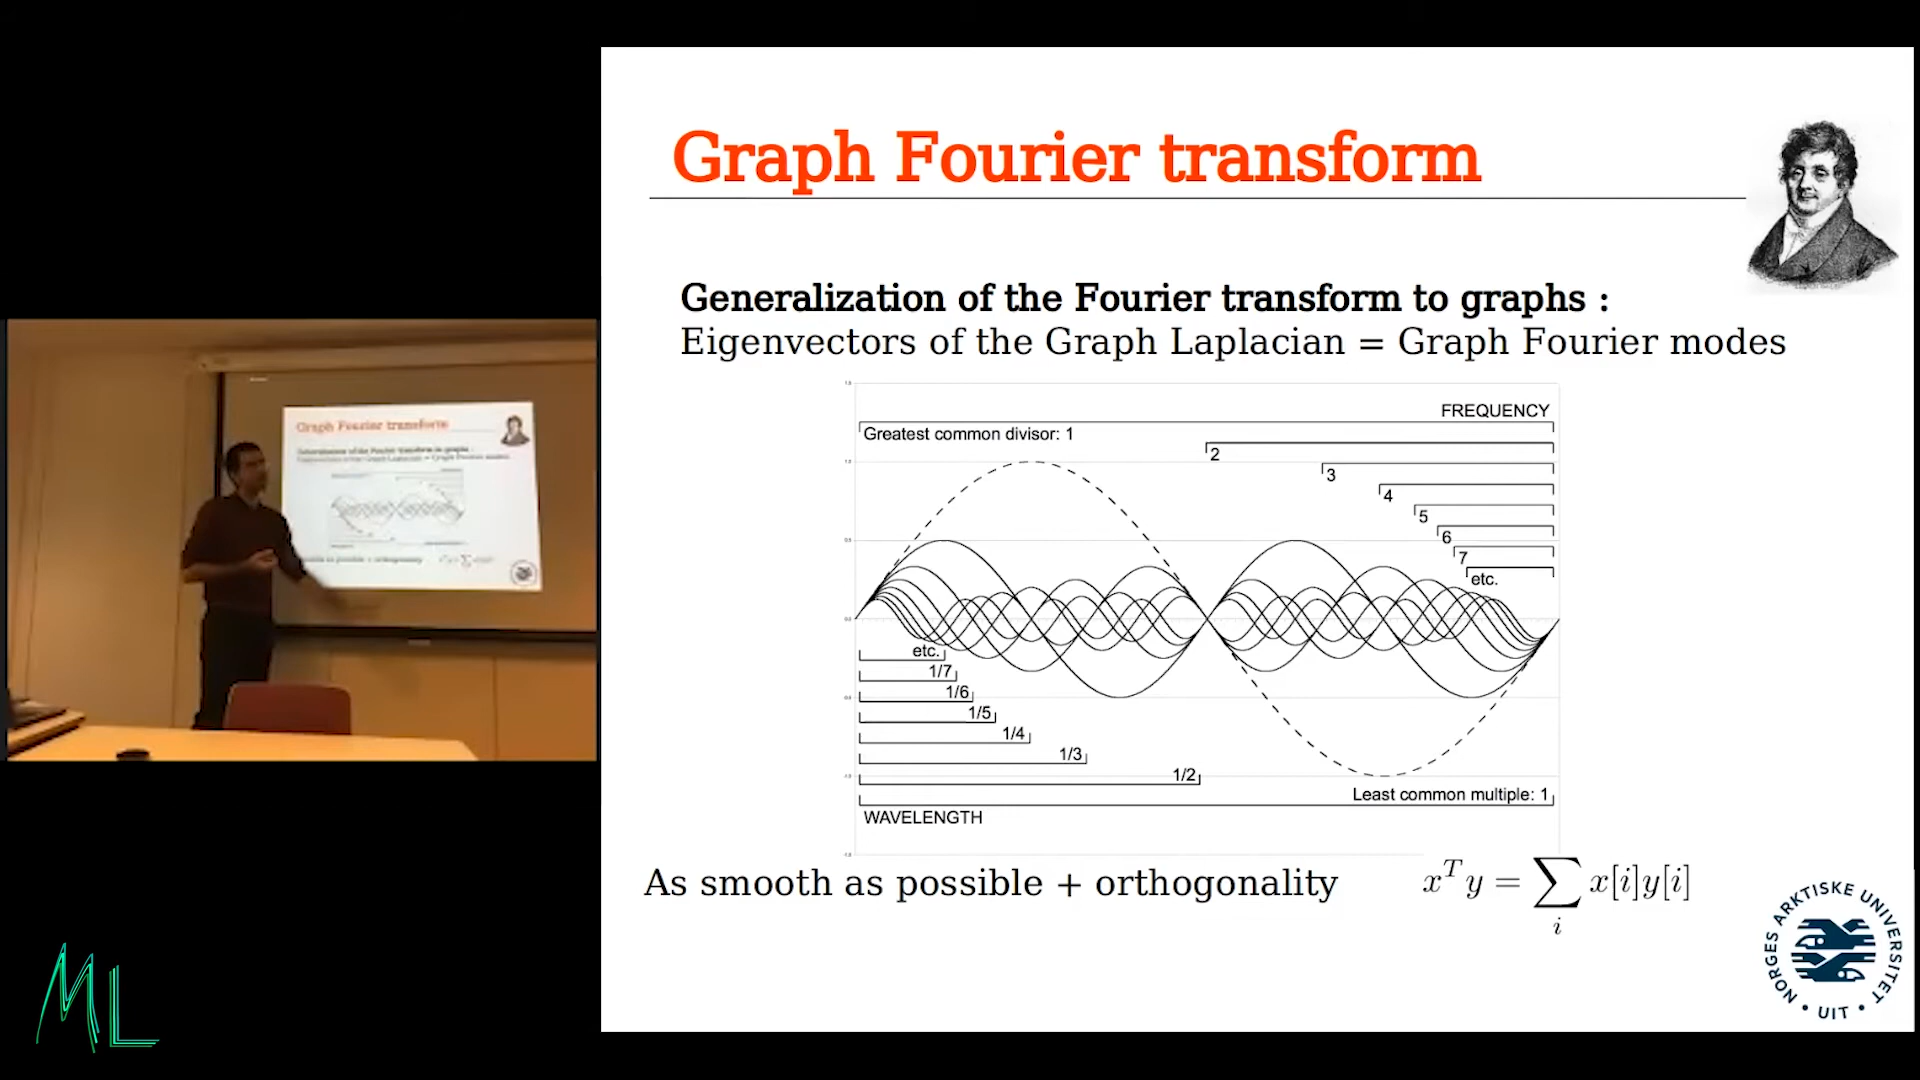 Graph Fourier transform
Generalization of the Fourier transform to graphs :
Eigenvectors of the Graph Laplacian = Graph Fourier modes
FREQUENCY
Greatest common divisor: 1
2
3
4
5
6
7
etc.
etc.
1/7
1/6
1/5
1/4
1/3
1/2
Least common multiple: 1
WAVELENGTH
As smooth as possible + orthogonality
x^T y = ∑_i x[i]y[i]
NORGES ARKTISKE UNIVERSITET
• UIT •
ML
Graph Fourier transform